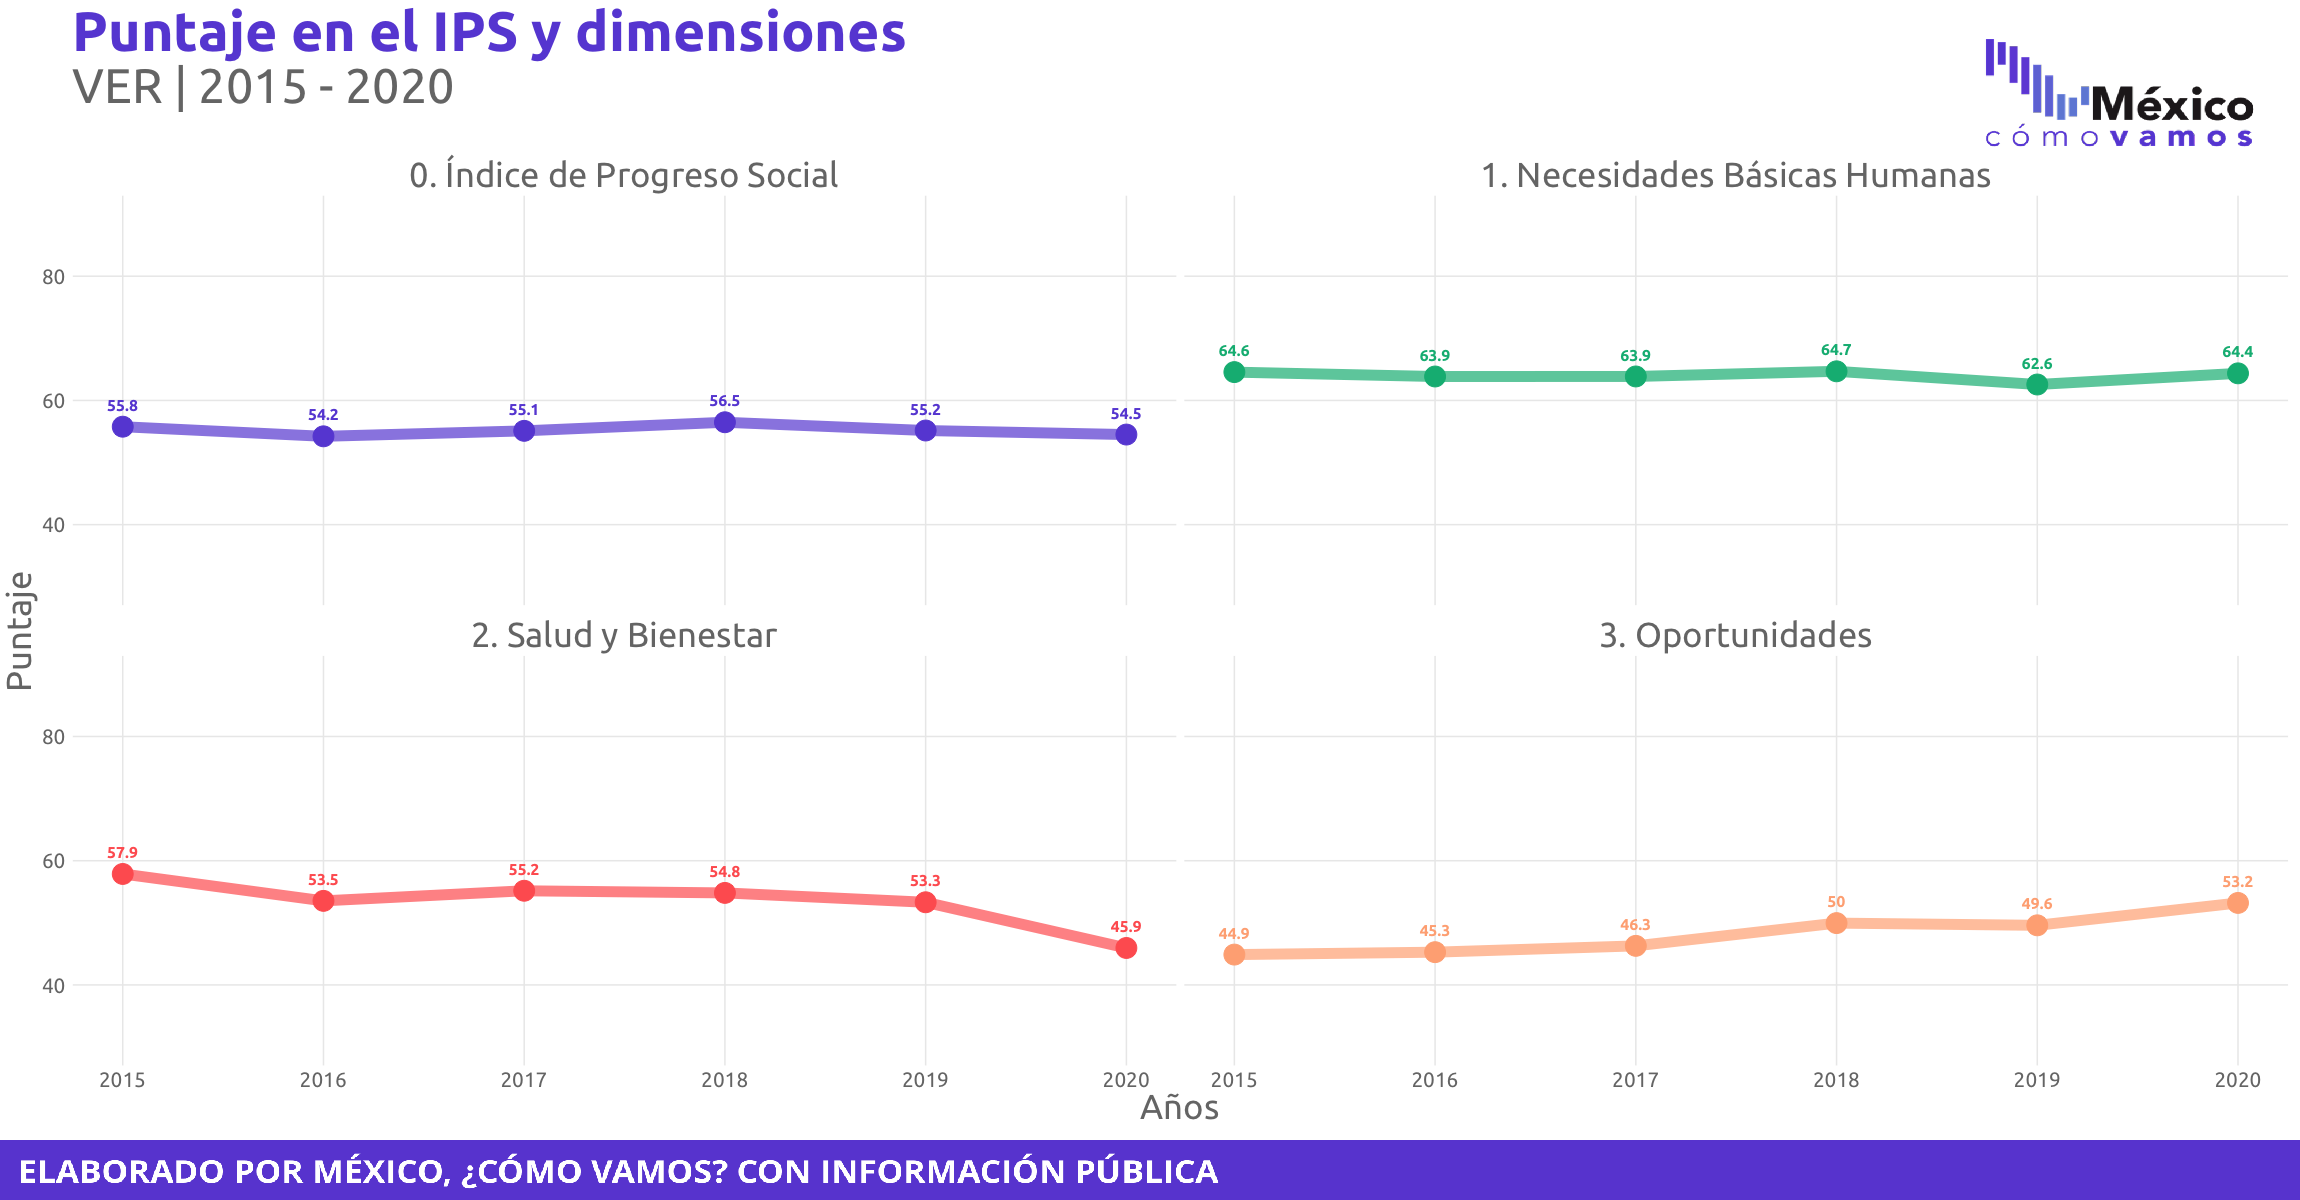 Puntaje en el IPS y dimensiones
VER | 2015 - 2020
México
cómo vamos
0. Índice de Progreso Social
1. Necesidades Básicas Humanas
80
60
40
55.8 54.2 55.1 56.5 55.2 54.5
64.6 63.9 63.9 64.7 62.6 64.4
Puntaje
2. Salud y Bienestar
3. Oportunidades
80
60
40
57.9 53.5 55.2 54.8 53.3 45.9
44.9 45.3 46.3 50 49.6 53.2
2015 2016 2017 2018 2019 2020
2015 2016 2017 2018 2019 2020
Años
ELABORADO POR MÉXICO, ¿CÓMO VAMOS? CON INFORMACIÓN PÚBLICA